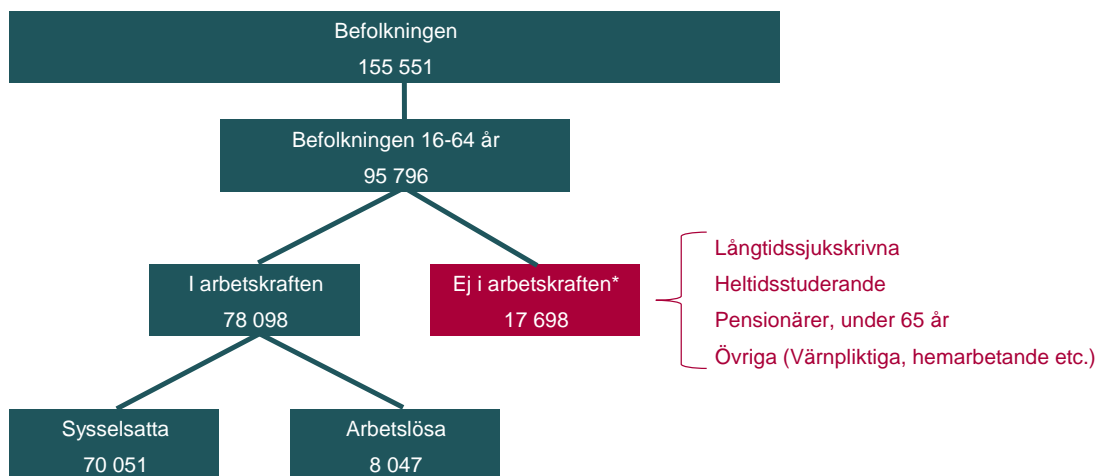 Befolkningen
155 551
Befolkningen 16-64 år
95 796
I arbetskraften
78 098
Ej i arbetskraften*
17 698
Långtidssjukskrivna
Heltidsstuderande
Pensionärer, under 65 år
Övriga (Värnpliktiga, hemarbetande etc.)
Sysselsatta
70 051
Arbetslösa
8 047